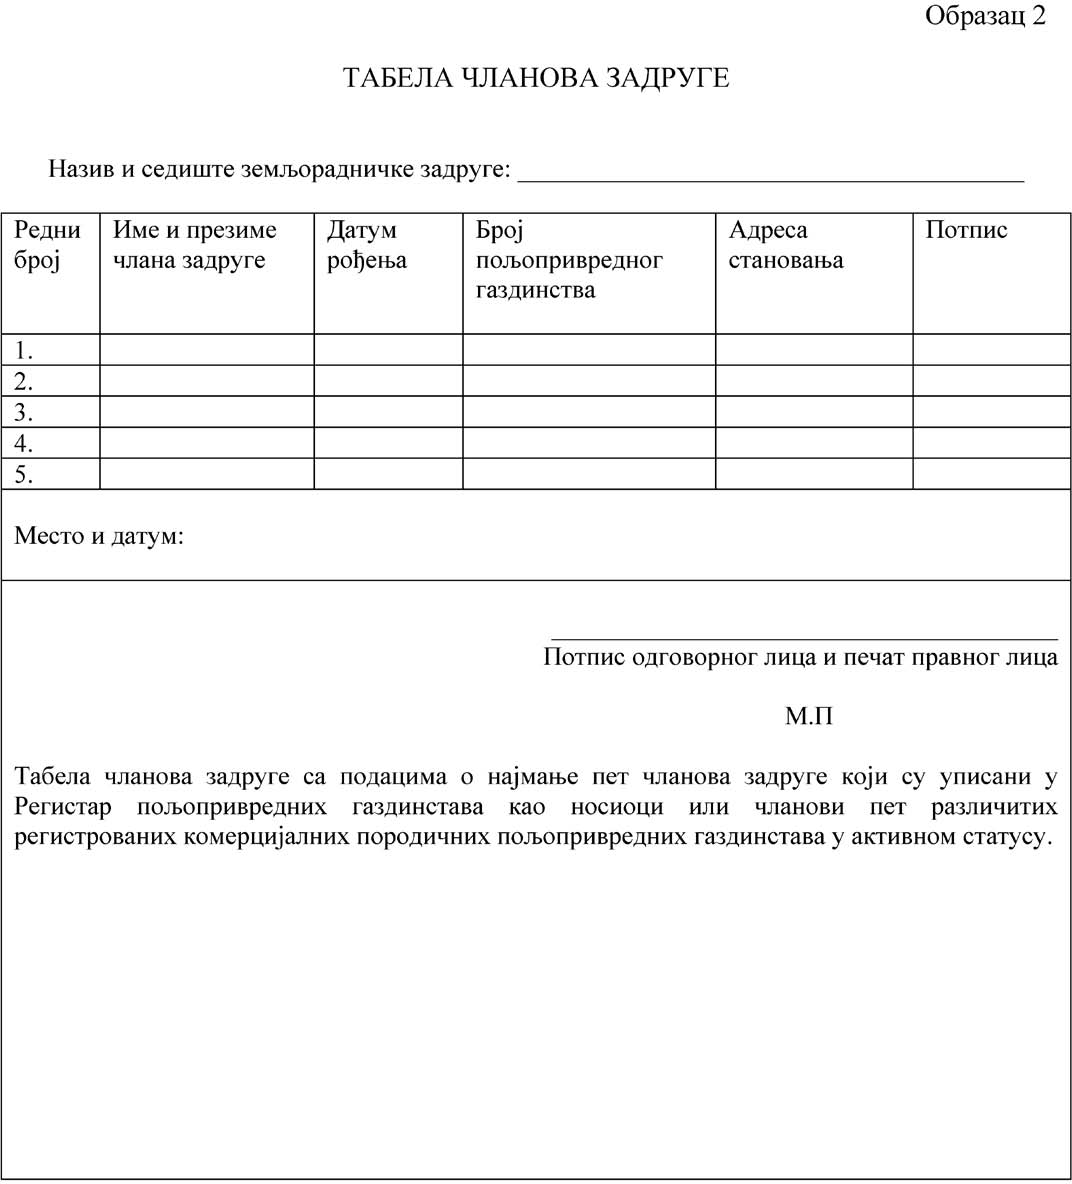 Образац 2
ТАБЕЛА ЧЛАНОВА ЗАДРУГЕ
Назив и седиште земљорадничке задруге: ______________________________________
Редни број
Име и презиме члана задруге
Датум рођења
Број пољопривредног газдинства
Адреса становања
Потпис
1.
2.
3.
4.
5.
Место и датум:
______________________________________
Потпис одговорног лица и печат правног лица
М.П
Табела чланова задруге са подацима о најмање пет чланова задруге који су уписани у
Регистар пољопривредних газдинстава као носиоци или чланови пет различитих
регистрованих комерцијалних породичних пољопривредних газдинстава у активном статусу.